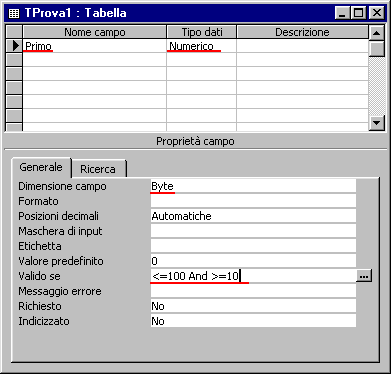 TProva1 : Tabella
Nome campo Tipo dati Descrizione
Primo Numerico
Proprietà campo
Generale Ricerca
Dimensione campo Byte
Formato
Posizioni decimali Automatiche
Maschera di input
Etichetta
Valore predefinito 0
Valido se <=100 And >=10 ...
Messaggio errore
Richiesto No
Indicizzato No